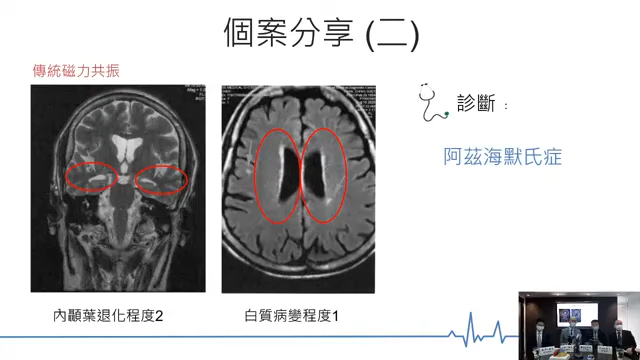 個案分享 (二)
傳統磁力共振
診斷：
阿茲海默氏症
內顳葉退化程度2
白質病變程度1